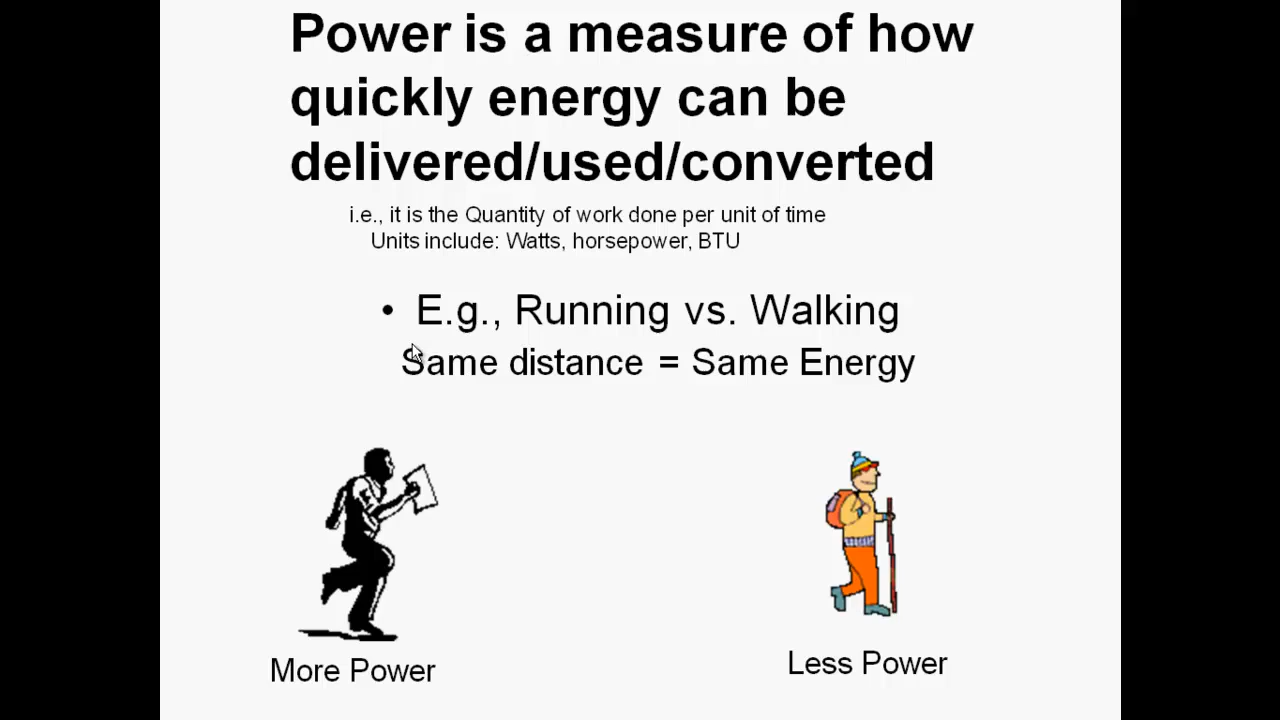 Power is a measure of how
quickly energy can be
delivered/used/converted
i.e., it is the Quantity of work done per unit of time
Units include: Watts, horsepower, BTU
• E.g., Running vs. Walking
Same distance = Same Energy
More Power
Less Power